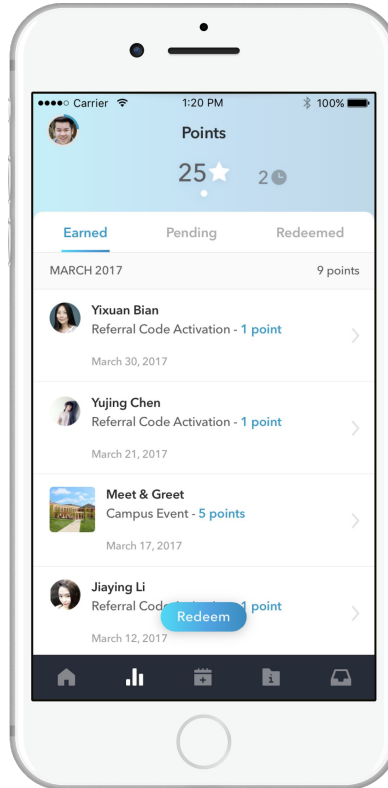 Carrier 1:20 PM 100%
Points
25 2
Earned Pending Redeemed
MARCH 2017 9 points
Yixuan Bian
Referral Code Activation - 1 point
March 30, 2017
Yujing Chen
Referral Code Activation - 1 point
March 21, 2017
Meet & Greet
Campus Event - 5 points
March 17, 2017
Jiaying Li
Referral Cod 1 point
Redeem
March 12, 2017